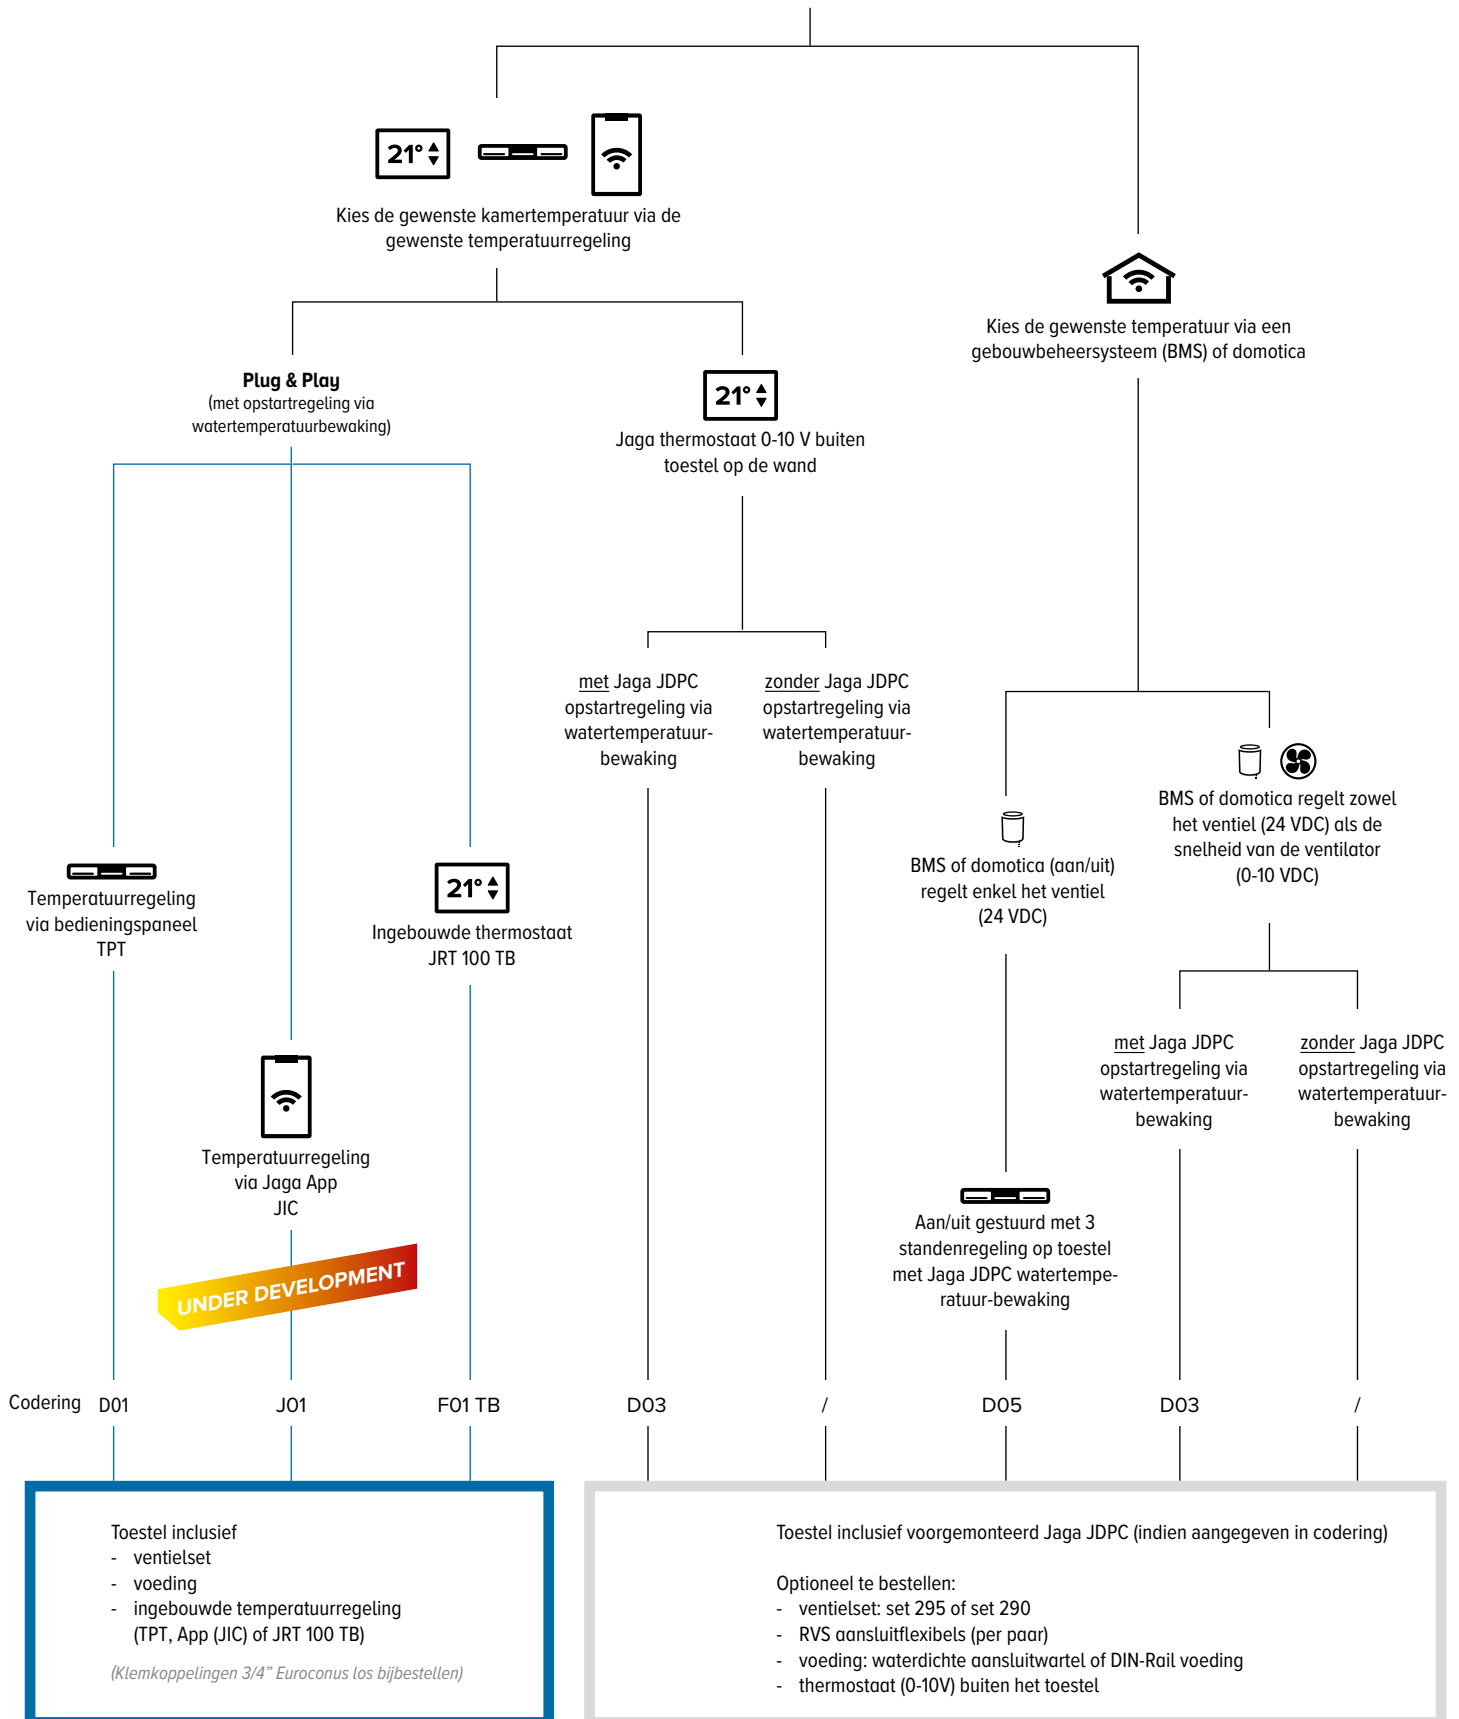 21°
Kies de gewenste kamertemperatuur via de
gewenste temperatuurregeling
Kies de gewenste temperatuur via een
gebouwbeheersysteem (BMS) of domotica
Plug & Play
(met opstartregeling via
watertemperatuurbewaking)
21°
Jaga thermostaat 0-10 V buiten
toestel op de wand
met Jaga JDPC
opstartregeling via
watertemperatuur-
bewaking
zonder Jaga JDPC
opstartregeling via
watertemperatuur-
bewaking
BMS of domotica regelt zowel
het ventiel (24 VDC) als de
snelheid van de ventilator
(0-10 VDC)
BMS of domotica (aan/uit)
regelt enkel het ventiel
(24 VDC)
Temperatuurregeling
via bedieningspaneel
TPT
21°
Ingebouwde thermostaat
JRT 100 TB
met Jaga JDPC
opstartregeling via
watertemperatuur-
bewaking
zonder Jaga JDPC
opstartregeling via
watertemperatuur-
bewaking
Temperatuurregeling
via Jaga App
JIC
Aan/uit gestuurd met 3
standenregeling op toestel
met Jaga JDPC watertempe-
ratuur-bewaking
UNDER DEVELOPMENT
Codering D01 J01 F01 TB D03 / D05 D03 /
Toestel inclusief
- ventielset
- voeding
- ingebouwde temperatuurregeling
(TPT, App (JIC) of JRT 100 TB)
(Klemkoppelingen 3/4” Euroconus los bijbestellen)
Toestel inclusief voorgemonteerd Jaga JDPC (indien aangegeven in codering)
Optioneel te bestellen:
- ventielset: set 295 of set 290
- RVS aansluitflexibels (per paar)
- voeding: waterdichte aansluitwartel of DIN-Rail voeding
- thermostaat (0-10V) buiten het toestel